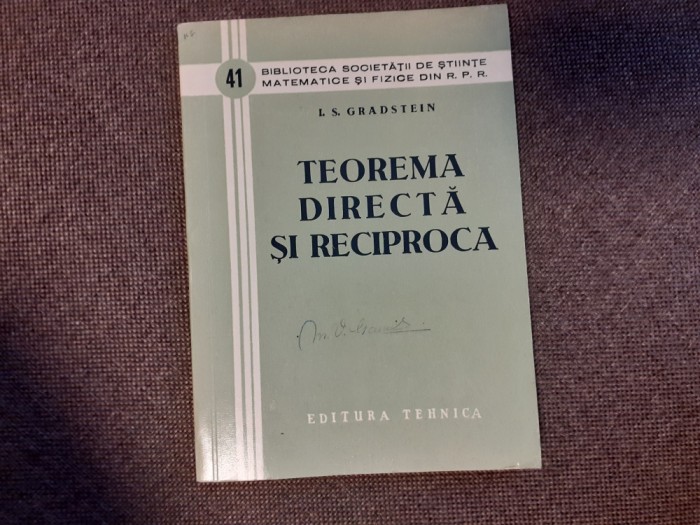 41
BIBLIOTECA SOCIETĂȚII DE ȘTIINȚE
MATEMATICE ȘI FIZICE DIN R. P. R.
I. S. GRADSTEIN
TEOREMA
DIRECTĂ
ȘI RECIPROCA
EDITURA TEHNICA